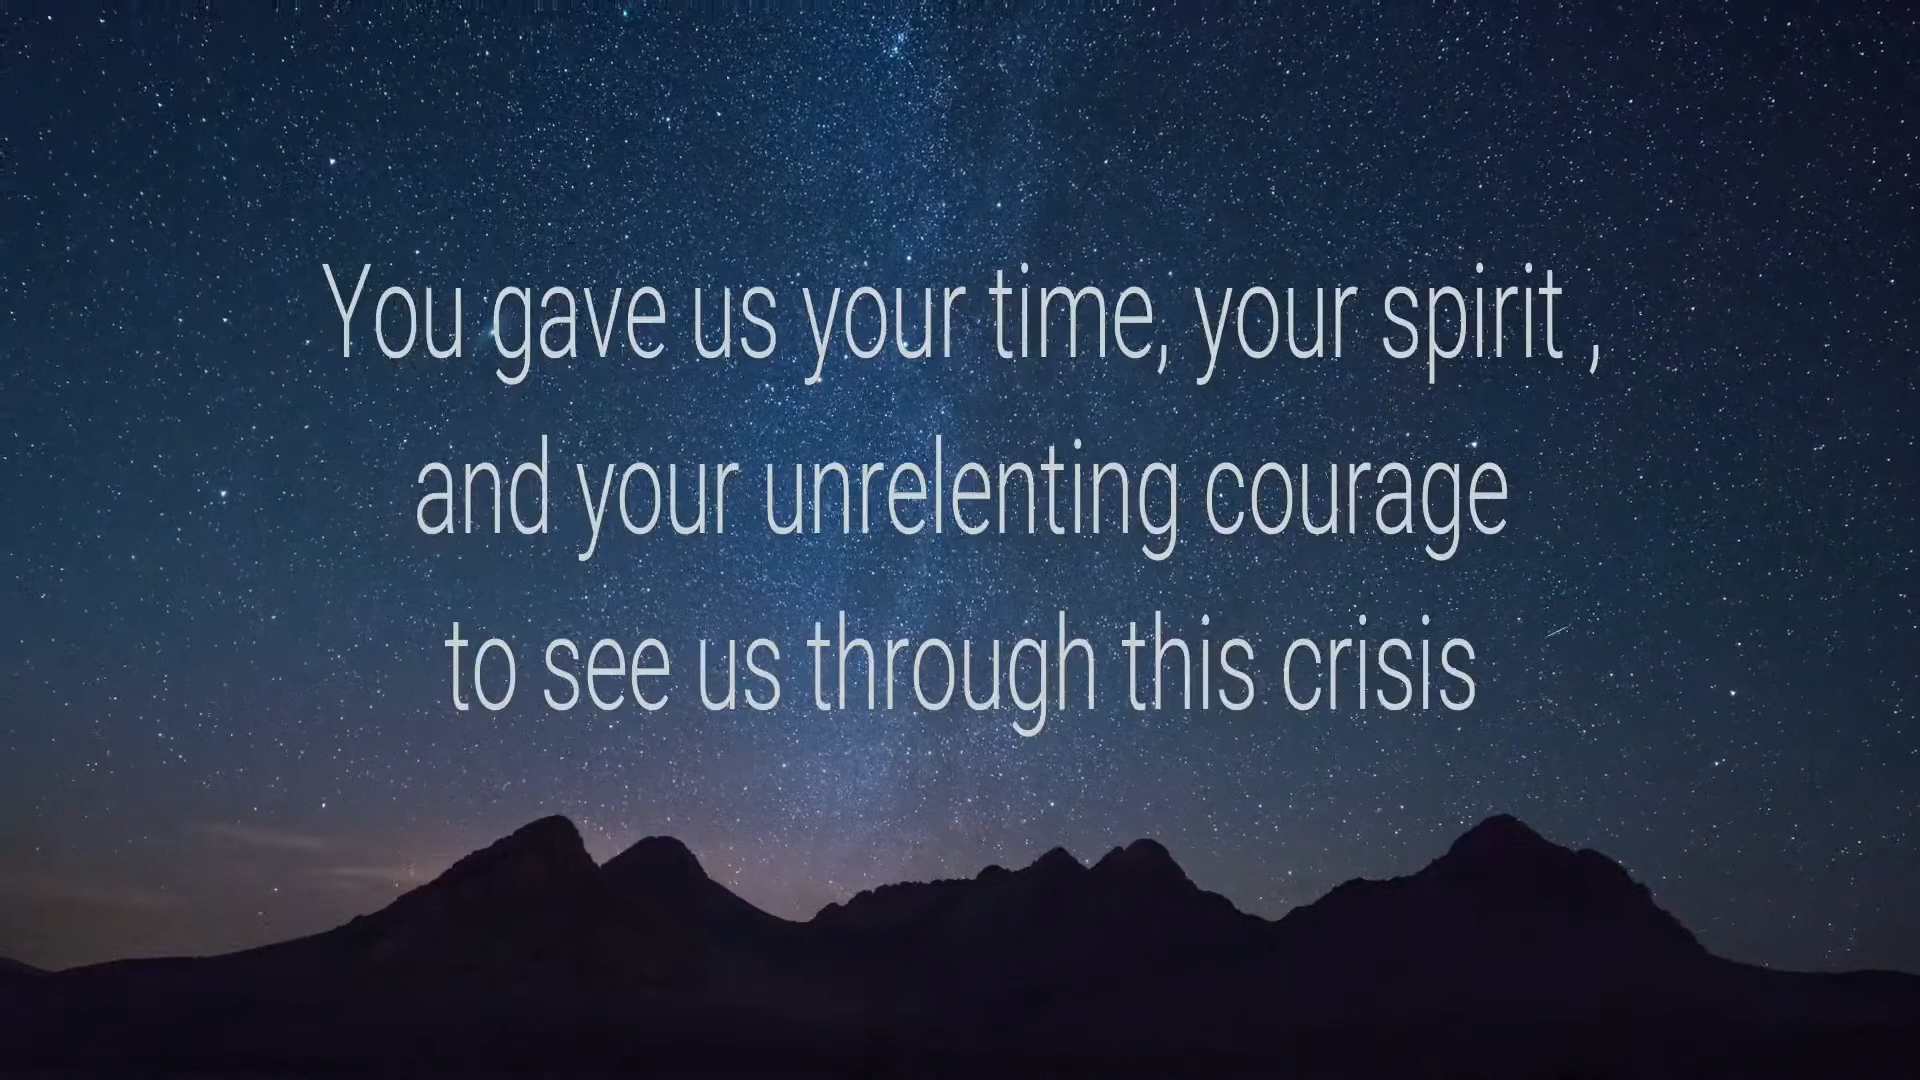 You gave us your time, your spirit ,
and your unrelenting courage
to see us through this crisis